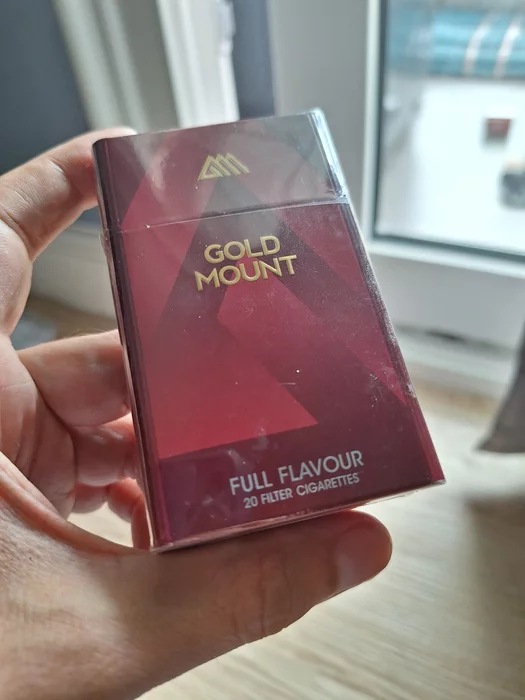 GOLD
MOUNT
FULL FLAVOUR
20 FILTER CIGARETTES